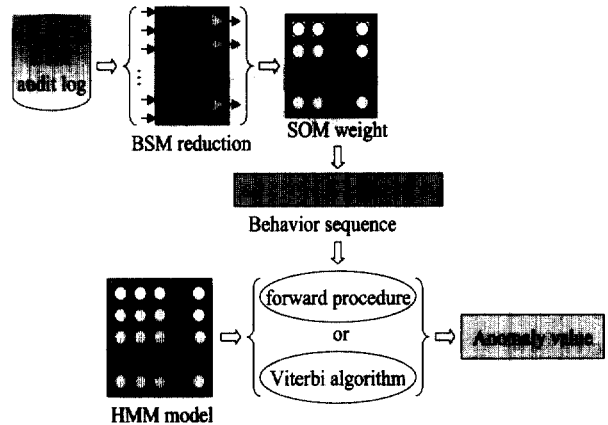 audit log
BSM reduction
SOM weight
Behavior sequence
forward procedure
or
Viterbi algorithm
HMM model
Anomaly value